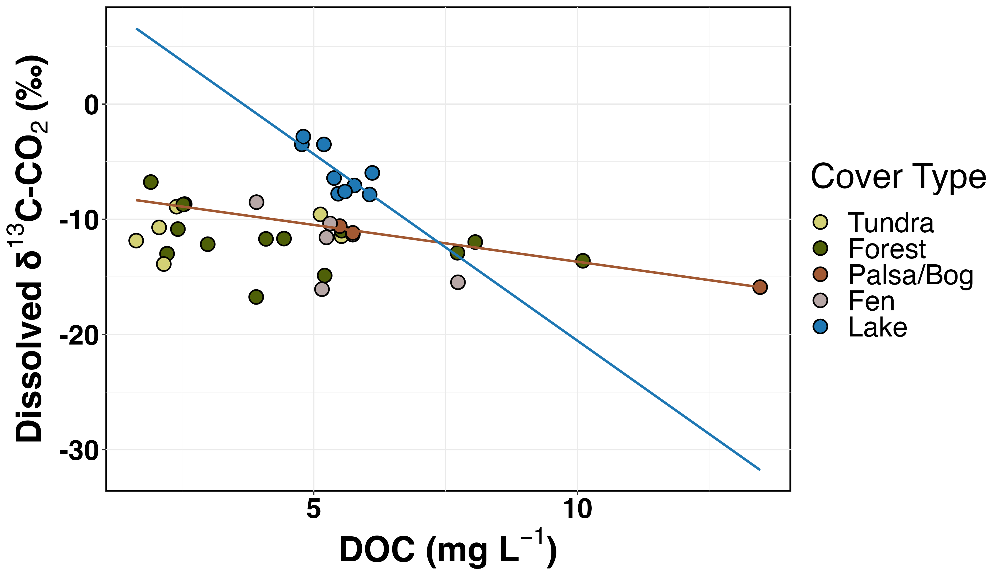 Dissolved δ¹³C-CO₂ (‰)
0
-10
-20
-30
5
10
DOC (mg L⁻¹)
Cover Type
Tundra
Forest
Palsa/Bog
Fen
Lake